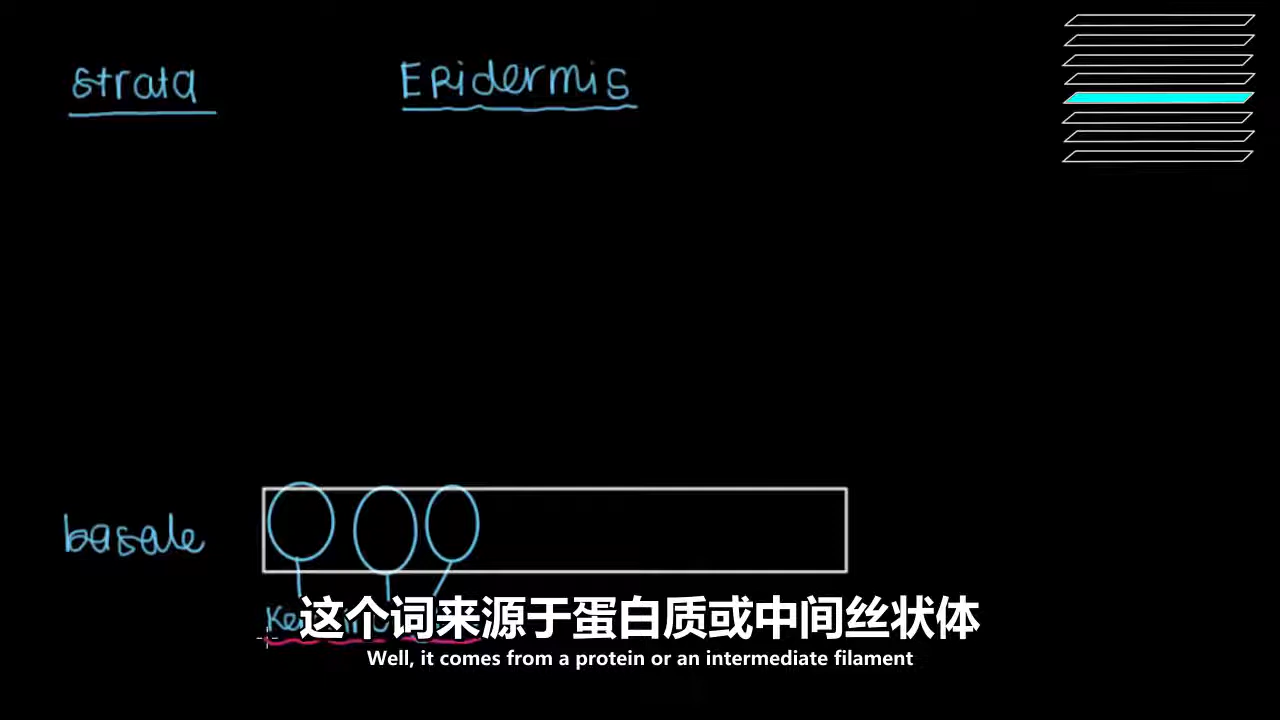 strata
Epidermis
basale
这个词来源于蛋白质或中间丝状体
Well, it comes from a protein or an intermediate filament